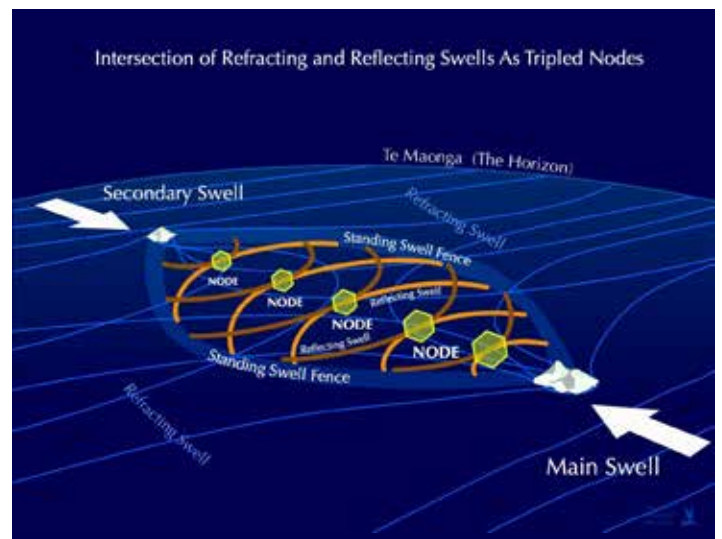 Intersection of Refracting and Reflecting Swells As Tripled Nodes
Te Maonga (The Horizon)
Secondary Swell
Refracting Swell
Standing Swell Fence
NODE
NODE
Reflecting Swell
NODE
Reflecting Swell
NODE
Standing Swell Fence
Refracting Swell
Main Swell